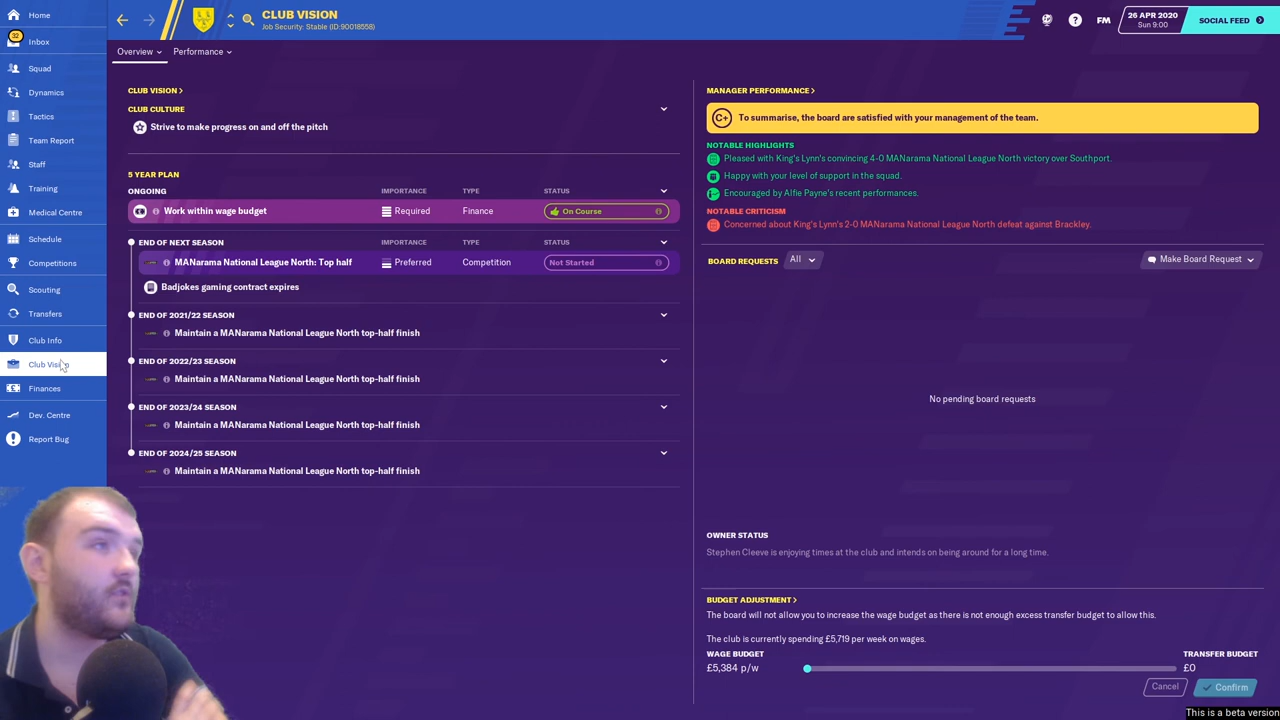 Home
CLUB VISION
Job Security: Stable (ID:90018558)
FM
26 APR 2020
Sun 9:00
SOCIAL FEED
32
Inbox
Squad
Dynamics
Tactics
Team Report
Staff
Training
Medical Centre
Schedule
Competitions
Scouting
Transfers
Club Info
Club Vision
Finances
Dev. Centre
Report Bug
Overview
Performance
CLUB VISION >
CLUB CULTURE
Strive to make progress on and off the pitch
5 YEAR PLAN
ONGOING IMPORTANCE TYPE STATUS
Work within wage budget Required Finance On Course
END OF NEXT SEASON IMPORTANCE TYPE STATUS
MANarama National League North: Top half Preferred Competition Not Started
Badjokes gaming contract expires
END OF 2021/22 SEASON
Maintain a MANarama National League North top-half finish
END OF 2022/23 SEASON
Maintain a MANarama National League North top-half finish
END OF 2023/24 SEASON
Maintain a MANarama National League North top-half finish
END OF 2024/25 SEASON
Maintain a MANarama National League North top-half finish
MANAGER PERFORMANCE >
C+ To summarise, the board are satisfied with your management of the team.
NOTABLE HIGHLIGHTS
Pleased with King's Lynn's convincing 4-0 MANarama National League North victory over Southport.
Happy with your level of support in the squad.
Encouraged by Alfie Payne's recent performances.
NOTABLE CRITICISM
Concerned about King's Lynn's 2-0 MANarama National League North defeat against Brackley.
BOARD REQUESTS All Make Board Request
No pending board requests
OWNER STATUS
Stephen Cleeve is enjoying times at the club and intends on being around for a long time.
BUDGET ADJUSTMENT >
The board will not allow you to increase the wage budget as there is not enough excess transfer budget to allow this.
The club is currently spending £5,719 per week on wages.
WAGE BUDGET TRANSFER BUDGET
£5,384 p/w £0
Cancel Confirm
This is a beta version